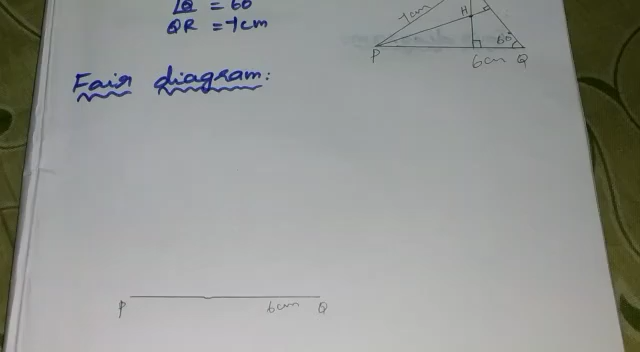 ∠Q = 60°
QR = 7cm
7cm
H
60°
P 6cm Q
Fair diagram:
P 6cm Q